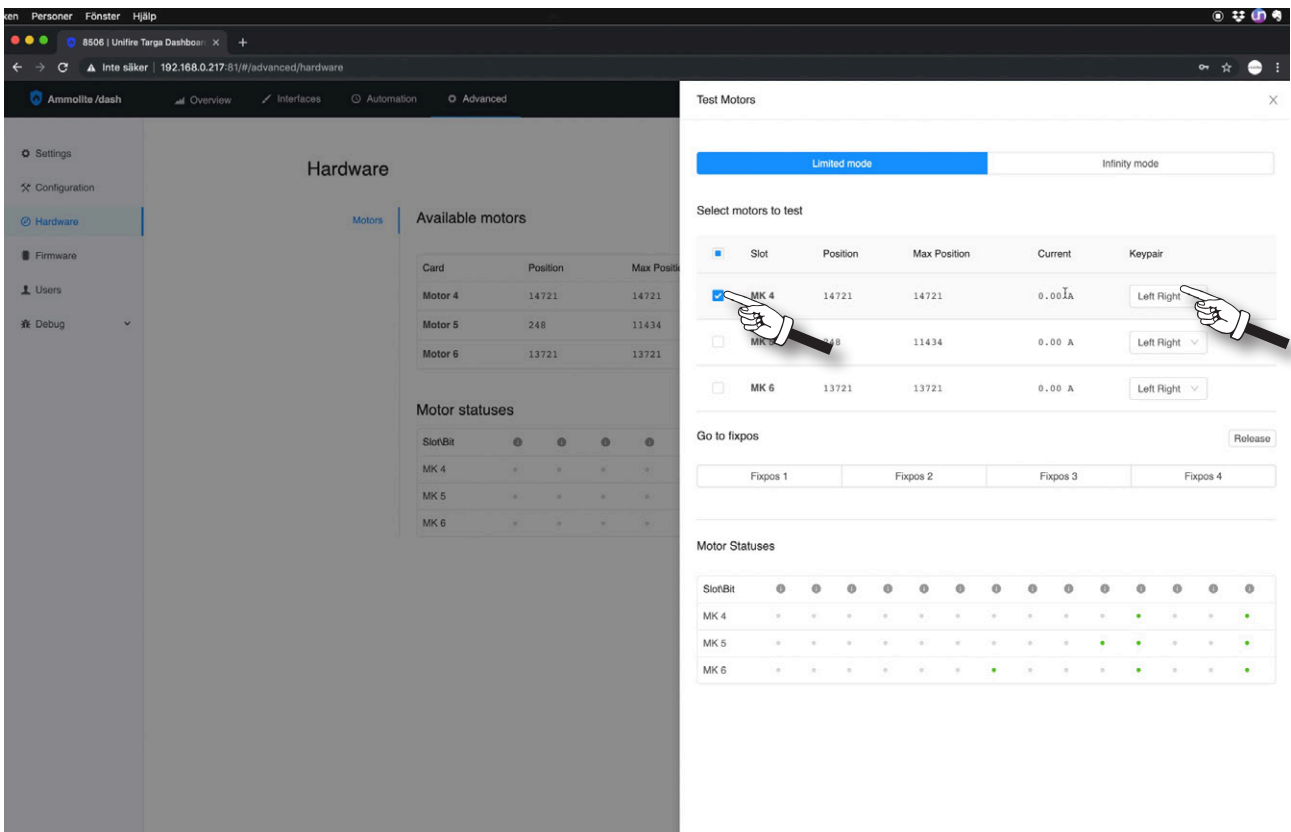 ken Personer Fönster Hjälp
8506 | Unifire Targa Dashboar
Inte säker | 192.168.0.217:81/#/advanced/hardware
Ammolite /dash Overview Interfaces Automation Advanced
Test Motors
Settings
Configuration
Hardware
Firmware
Users
Debug
Hardware
Motors
Available motors
Card Position Max Positi
Motor 4 14721 14721
Motor 5 248 11434
Motor 6 13721 13721
Motor statuses
Slot\Bit
MK 4
MK 5
MK 6
Limited mode Infinity mode
Select motors to test
Slot Position Max Position Current Keypair
MK 4 14721 14721 0.00 A Left Right
MK 248 11434 0.00 A Left Right
MK 6 13721 13721 0.00 A Left Right
Go to fixpos Release
Fixpos 1 Fixpos 2 Fixpos 3 Fixpos 4
Motor Statuses
Slot\Bit
MK 4
MK 5
MK 6